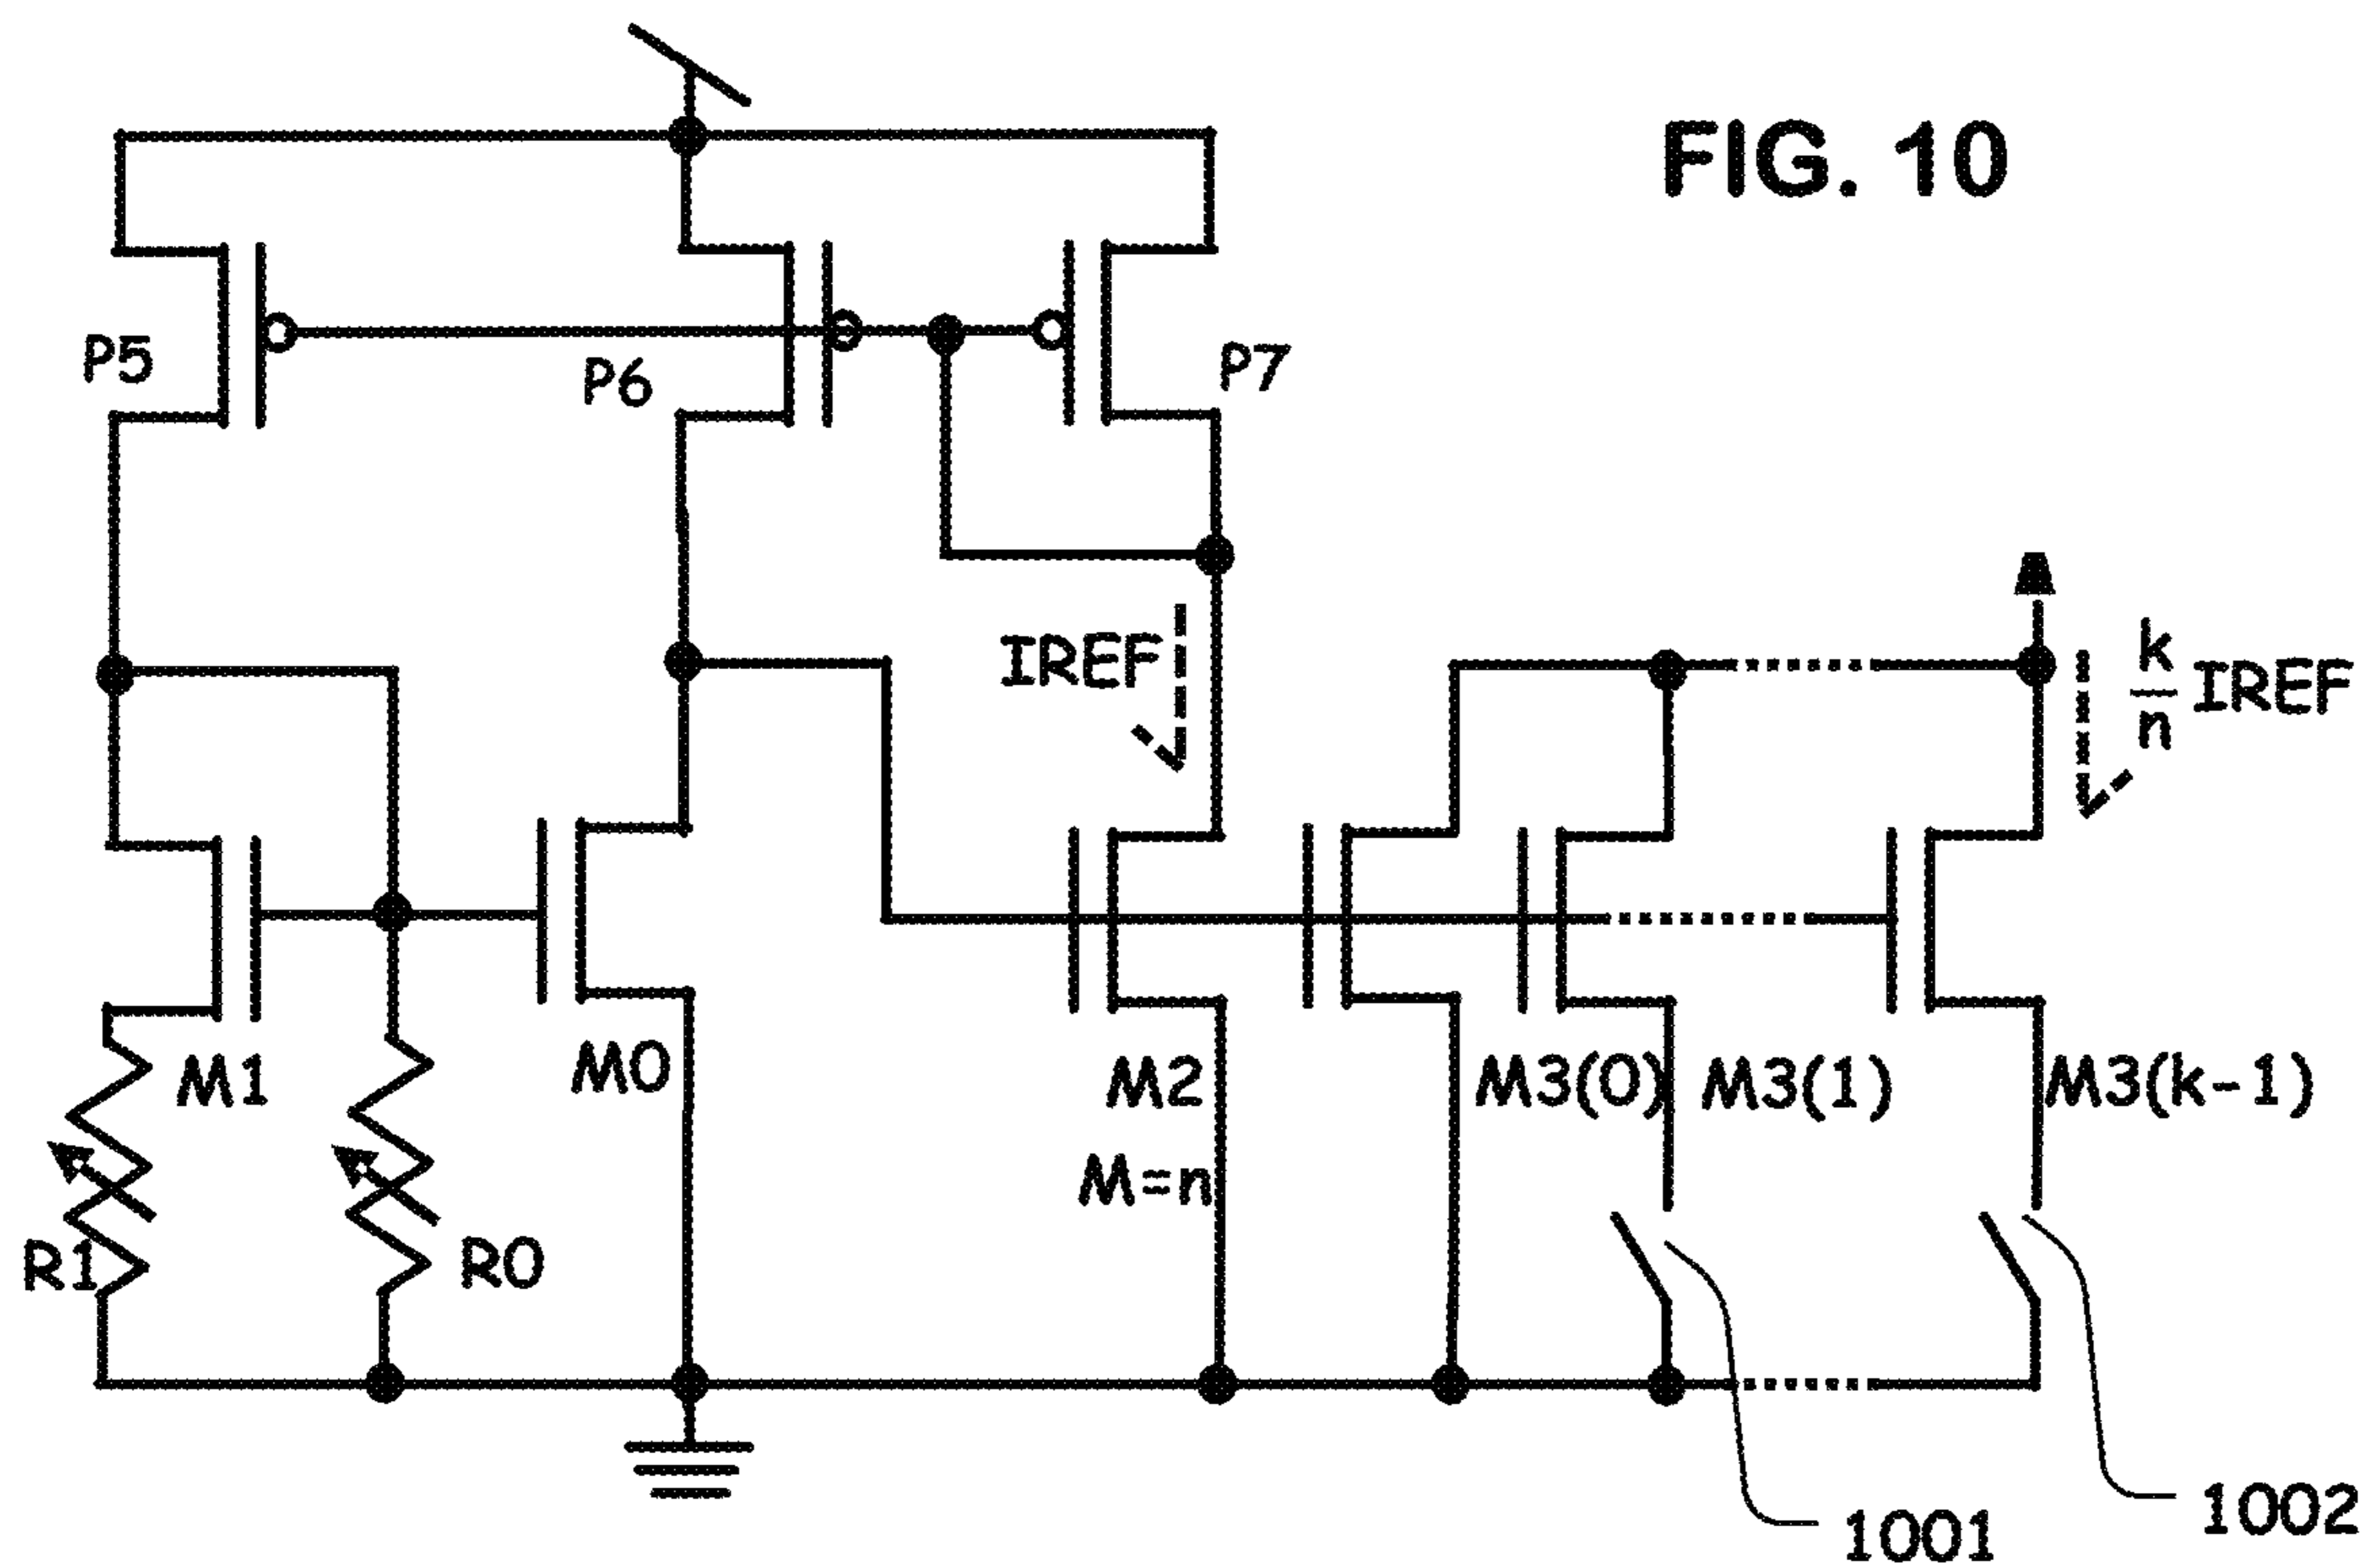 FIG. 10
P5
P6
P7
IREF
k
n
IREF
M1
M0
M2
M3(0)
M3(1)
M3(k-1)
M=n
R1
R0
1001
1002